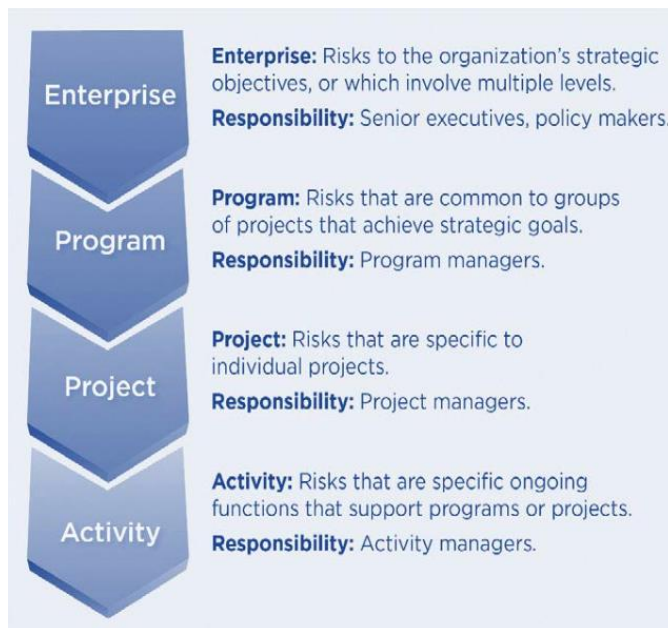 Enterprise
Enterprise: Risks to the organization's strategic
objectives, or which involve multiple levels.
Responsibility: Senior executives, policy makers.
Program
Program: Risks that are common to groups
of projects that achieve strategic goals.
Responsibility: Program managers.
Project
Project: Risks that are specific to
individual projects.
Responsibility: Project managers.
Activity
Activity: Risks that are specific ongoing
functions that support programs or projects.
Responsibility: Activity managers.